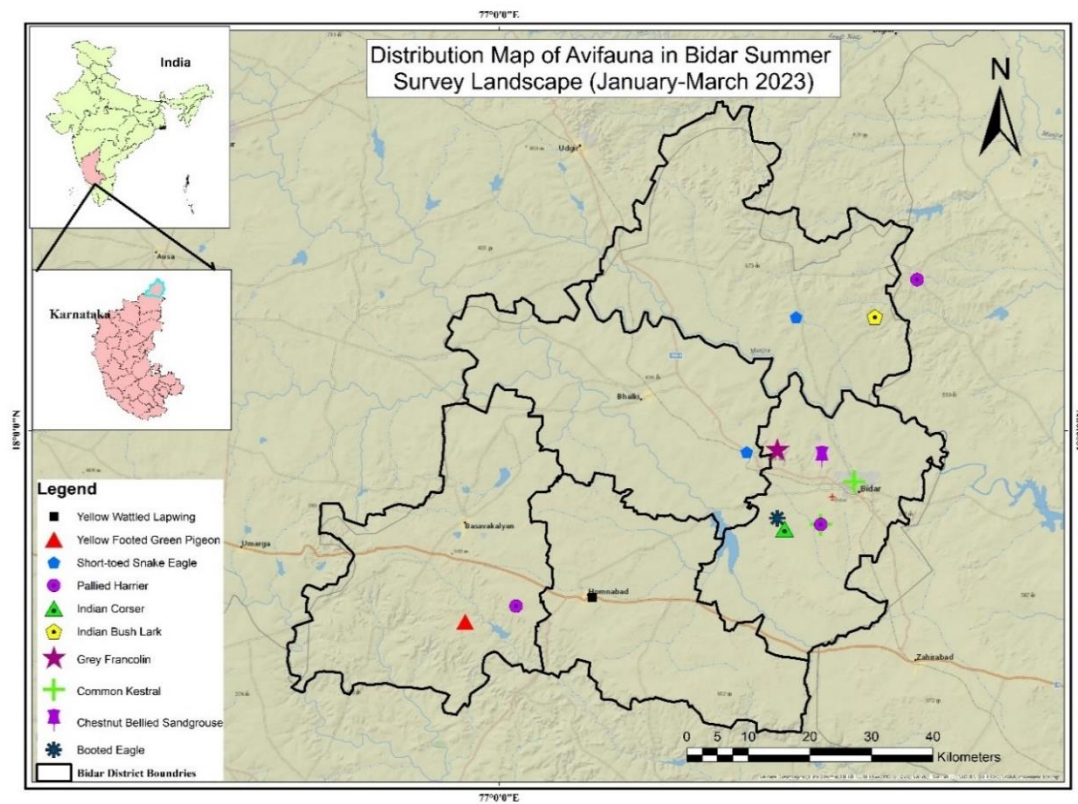 77°0'0"E
Distribution Map of Avifauna in Bidar Summer
Survey Landscape (January-March 2023)
India
N
Karnataka
Udgir
Ausa
Manjra
Bhalki
18°0'0"N
Bidar
Basavakalyan
Umarga
Homnabad
Zahirabad
Legend
Yellow Wattled Lapwing
Yellow Footed Green Pigeon
Short-toed Snake Eagle
Pallied Harrier
Indian Corser
Indian Bush Lark
Grey Francolin
Common Kestral
Chestnut Bellied Sandgrouse
Booted Eagle
Bidar District Boundries
0 5 10 20 30 40
Kilometers
77°0'0"E